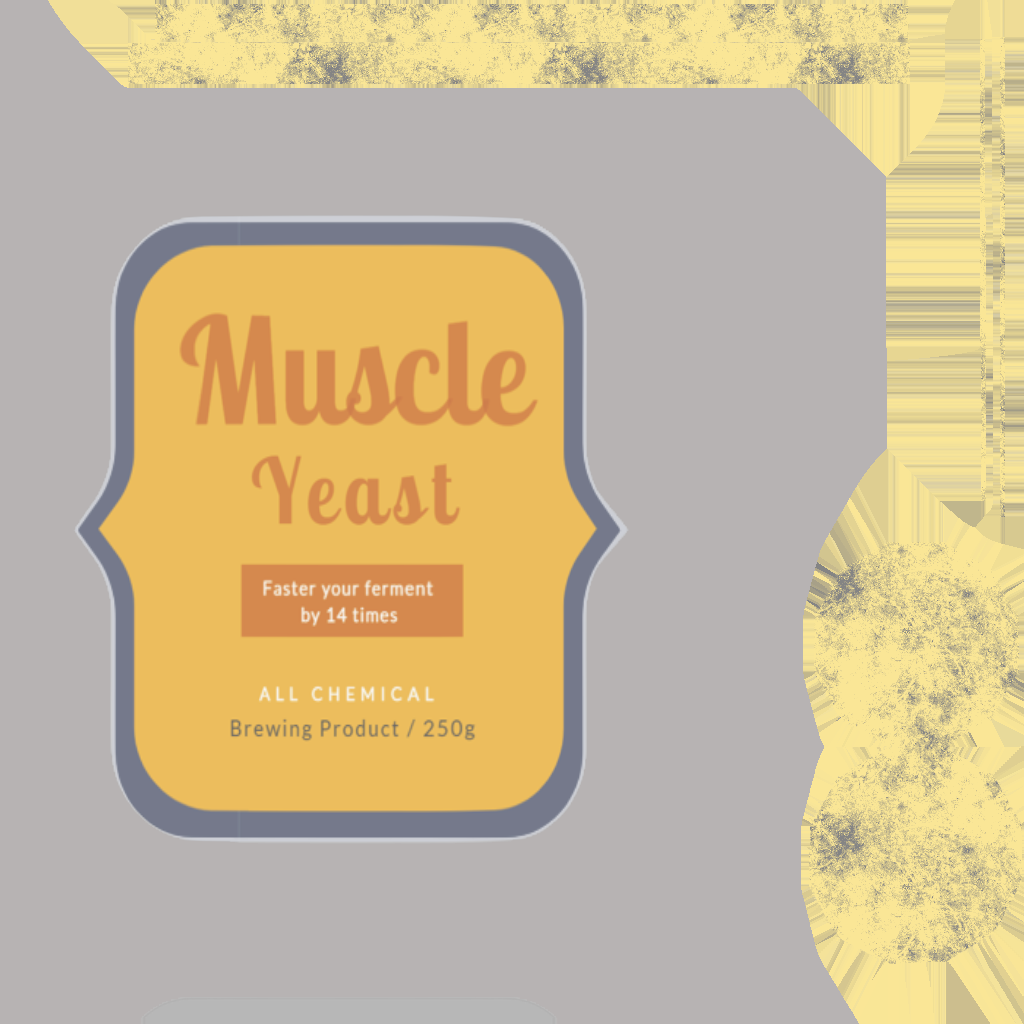 Muscle
Yeast
Faster your ferment
by 14 times
ALL CHEMICAL
Brewing Product / 250g